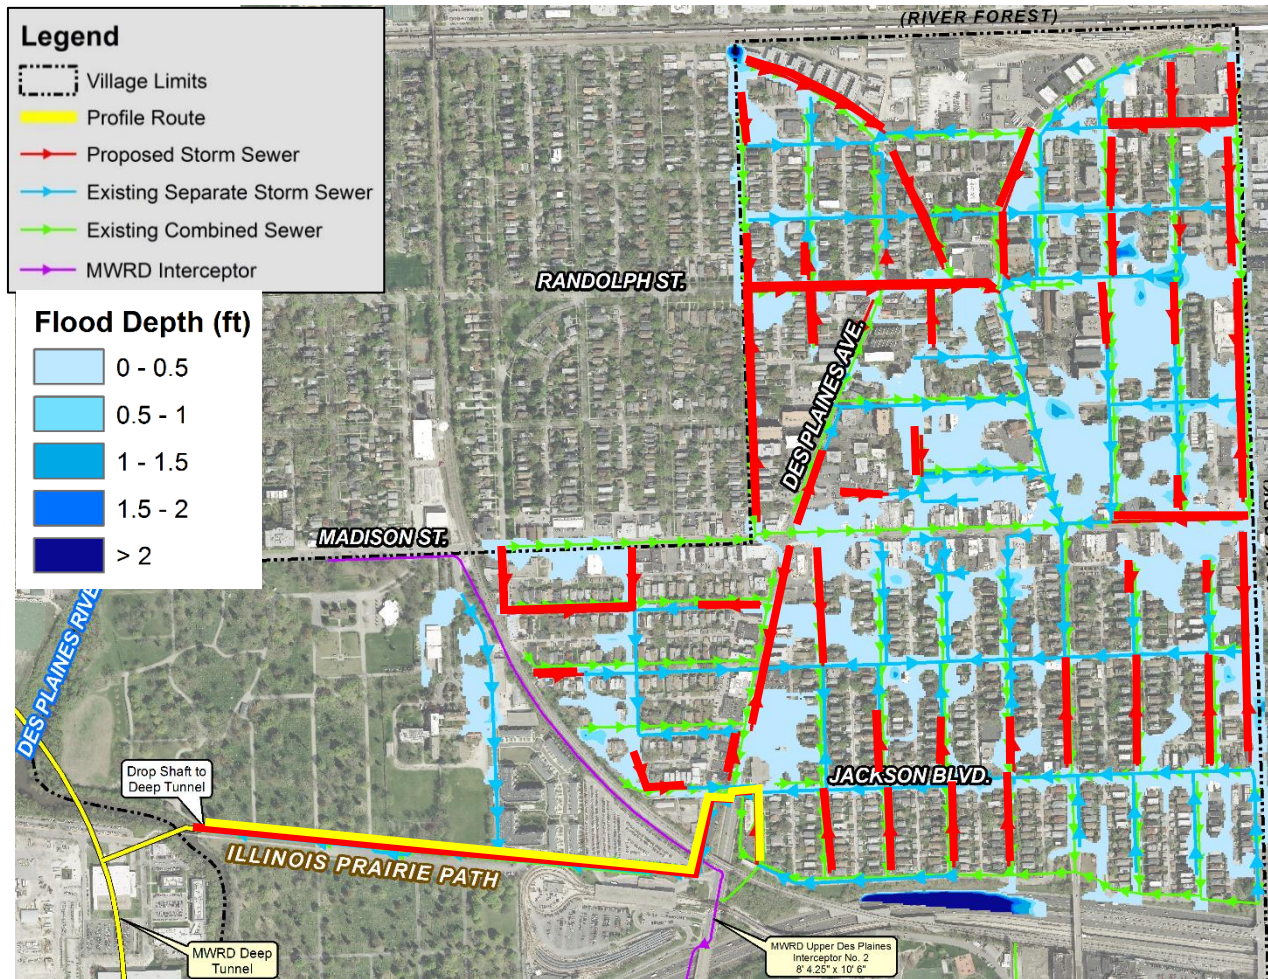 Legend
Village Limits
Profile Route
Proposed Storm Sewer
Existing Separate Storm Sewer
Existing Combined Sewer
MWRD Interceptor
Flood Depth (ft)
0 - 0.5
0.5 - 1
1 - 1.5
1.5 - 2
> 2
(RIVER FOREST)
RANDOLPH ST.
DES PLAINES AVE.
MADISON ST.
DES PLAINES RIVE
JACKSON BLVD.
Drop Shaft to
Deep Tunnel
ILLINOIS PRAIRIE PATH
MWRD Deep
Tunnel
MWRD Upper Des Plaines
Interceptor No. 2
8' 4.25" x 10' 6"